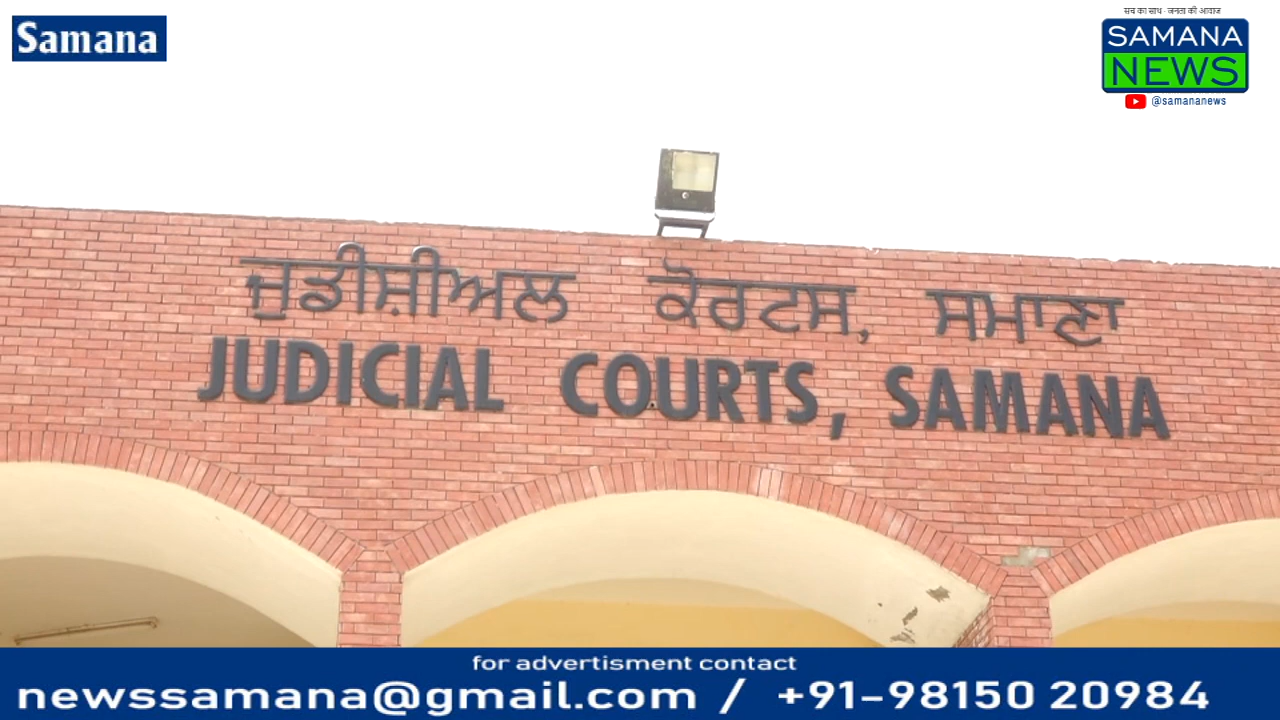 Samana
सच का साथ - जनता की आवाज
SAMANA
NEWS
@samananews
ਜੁਡੀਸ਼ੀਅਲ ਕੋਰਟਸ, ਸਮਾਣਾ
JUDICIAL COURTS, SAMANA
for advertisment contact
newssamana@gmail.com / +91-98150 20984